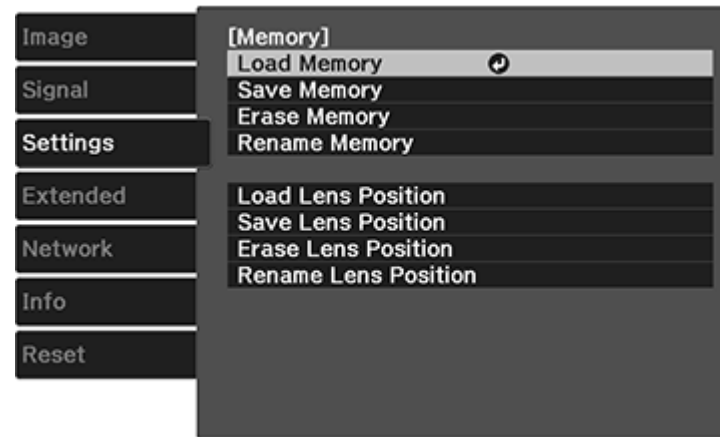 Image
Signal
Settings
Extended
Network
Info
Reset
[Memory]
Load Memory
Save Memory
Erase Memory
Rename Memory
Load Lens Position
Save Lens Position
Erase Lens Position
Rename Lens Position